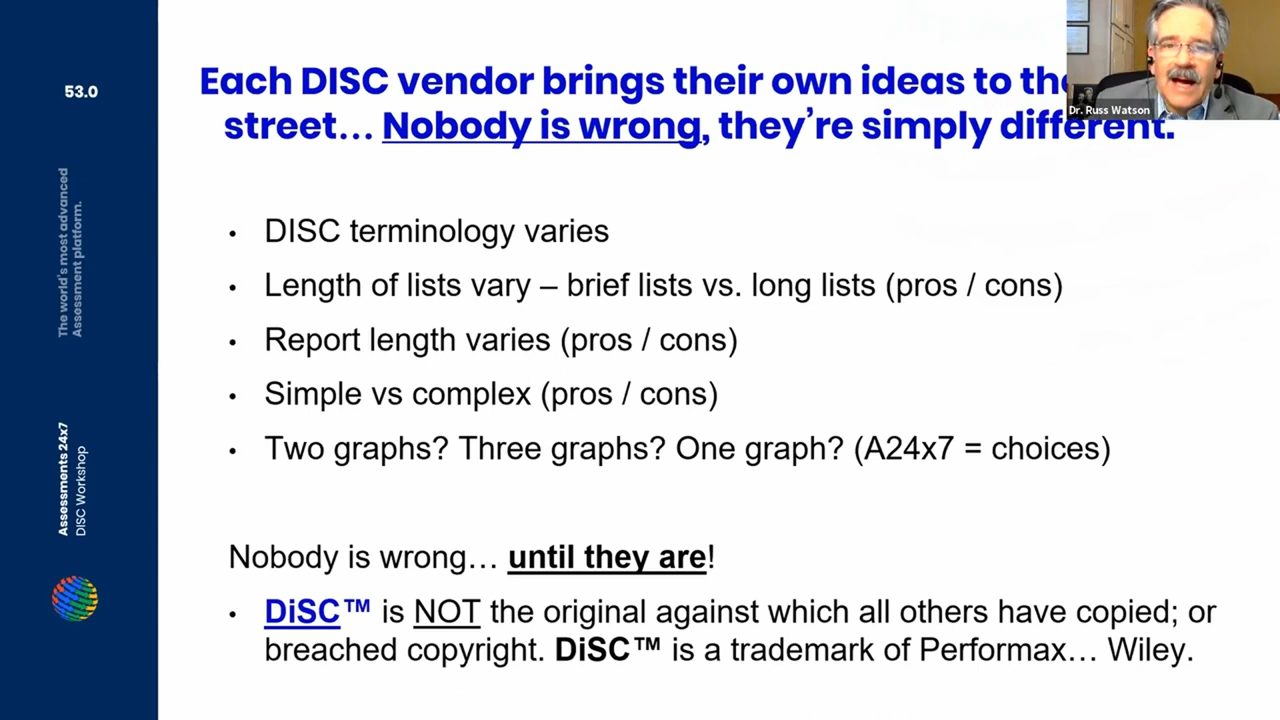 53.0
The world's most advanced
Assessment platform.
Assessments 24x7
DISC Workshop
Each DISC vendor brings their own ideas to the
street… Nobody is wrong, they're simply different.
Dr. Russ Watson
• DISC terminology varies
• Length of lists vary – brief lists vs. long lists (pros / cons)
• Report length varies (pros / cons)
• Simple vs complex (pros / cons)
• Two graphs? Three graphs? One graph? (A24x7 = choices)
Nobody is wrong… until they are!
• DiSC™ is NOT the original against which all others have copied; or
breached copyright. DiSC™ is a trademark of Performax… Wiley.